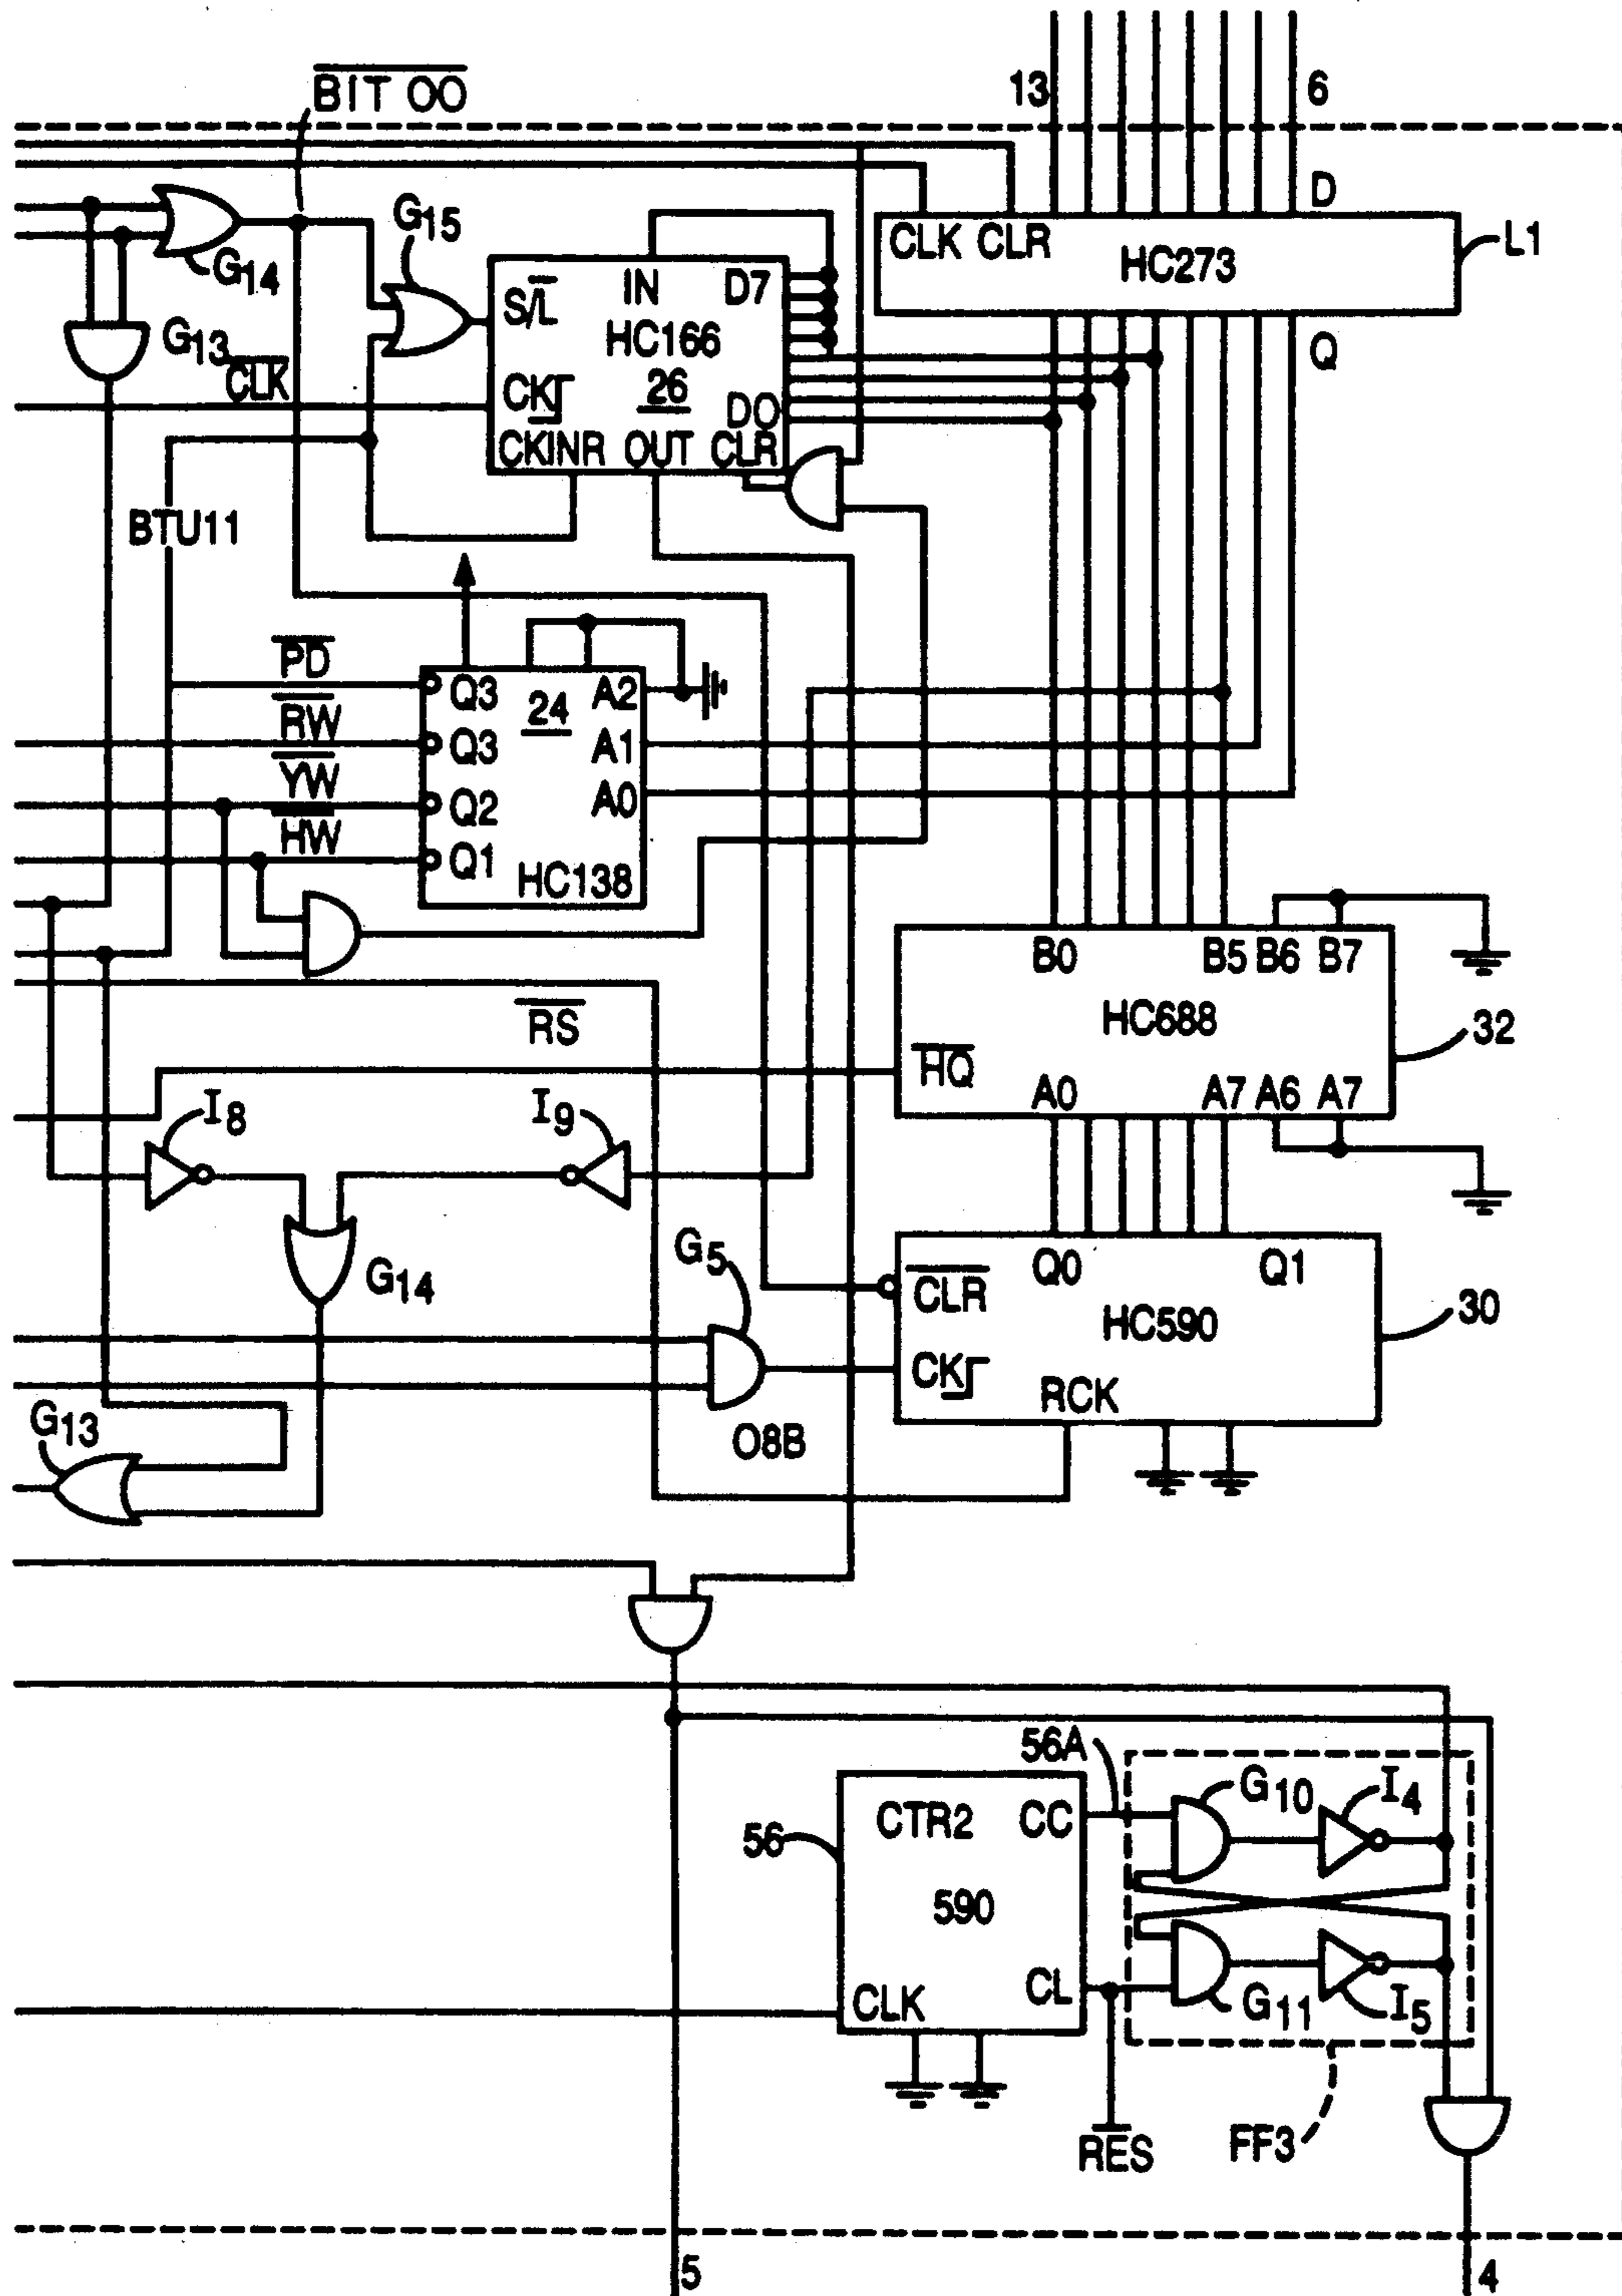 BIT 00
13
6
D
G14
G15
CLK CLR
HC273
L1
S/L
IN
D7
HC166
G13
CLK
Q
CK
26
D0
CKINR OUT CLR
BTU11
PD
Q3
24
A2
RW
Q3
A1
YW
Q2
A0
HW
Q1
HC138
B0
B5 B6 B7
HC688
32
RS
HQ
A0
A7 A6 A7
I8
I9
G14
G5
CLR
Q0
Q1
HC590
30
CK
RCK
G13
08B
56A
G10
I4
56
CTR2
CC
590
CLK
CL
G11
I5
RES
FF3
5
4